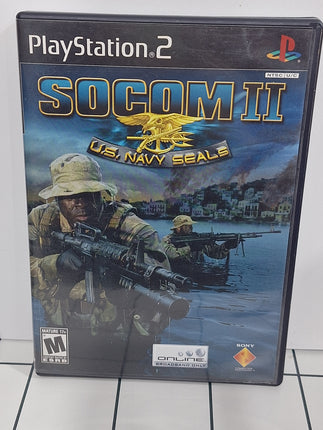 PlayStation®2
NTSC U/C
SOCOM II
U.S. NAVY SEALS
MATURE 17+
M
ESRB
ONLINE
BROADBAND ONLY
SONY